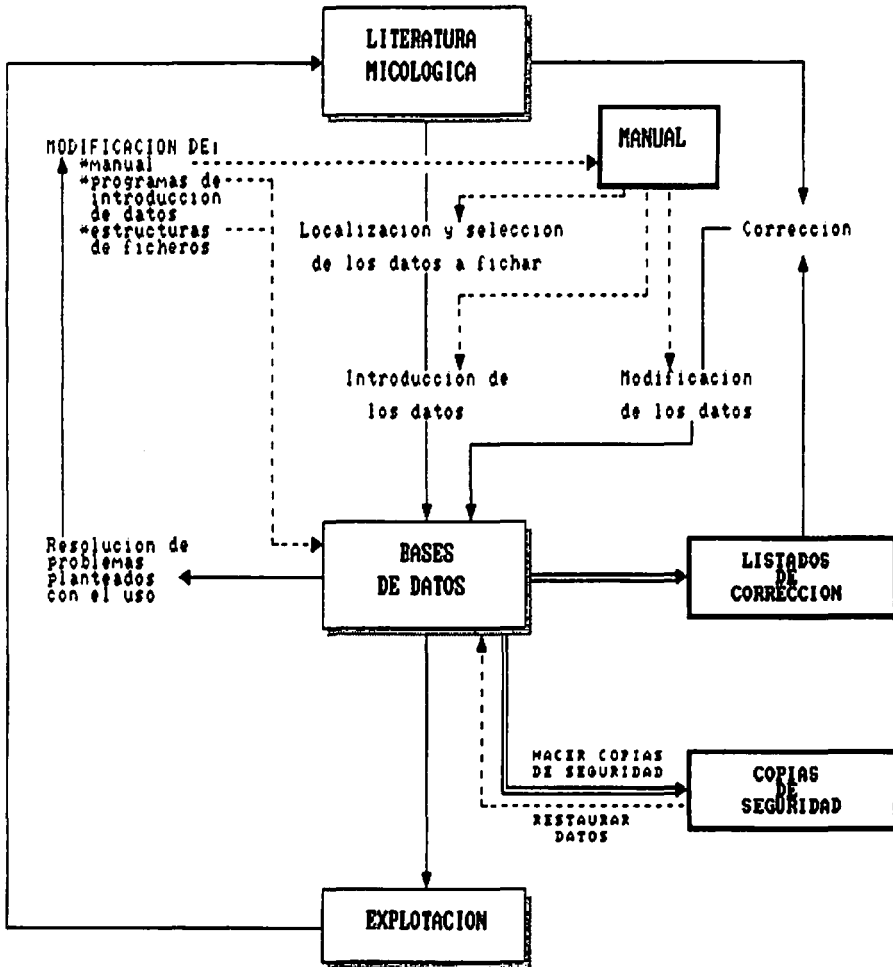 LITERATURA
MICOLOGICA
MODIFICACION DE:
*manual
*programas de
introduccion
de datos
*estructuras
de ficheros
MANUAL
Localizacion y seleccion
de los datos a fichar
Correccion
Introduccion de
los datos
Modificacion
de los datos
Resolucion de
problemas
planteados
con el uso
BASES
DE DATOS
LISTADOS
DE
CORRECCION
HACER COPIAS
DE SEGURIDAD
COPIAS
DE
SEGURIDAD
RESTAURAR
DATOS
EXPLOTACION